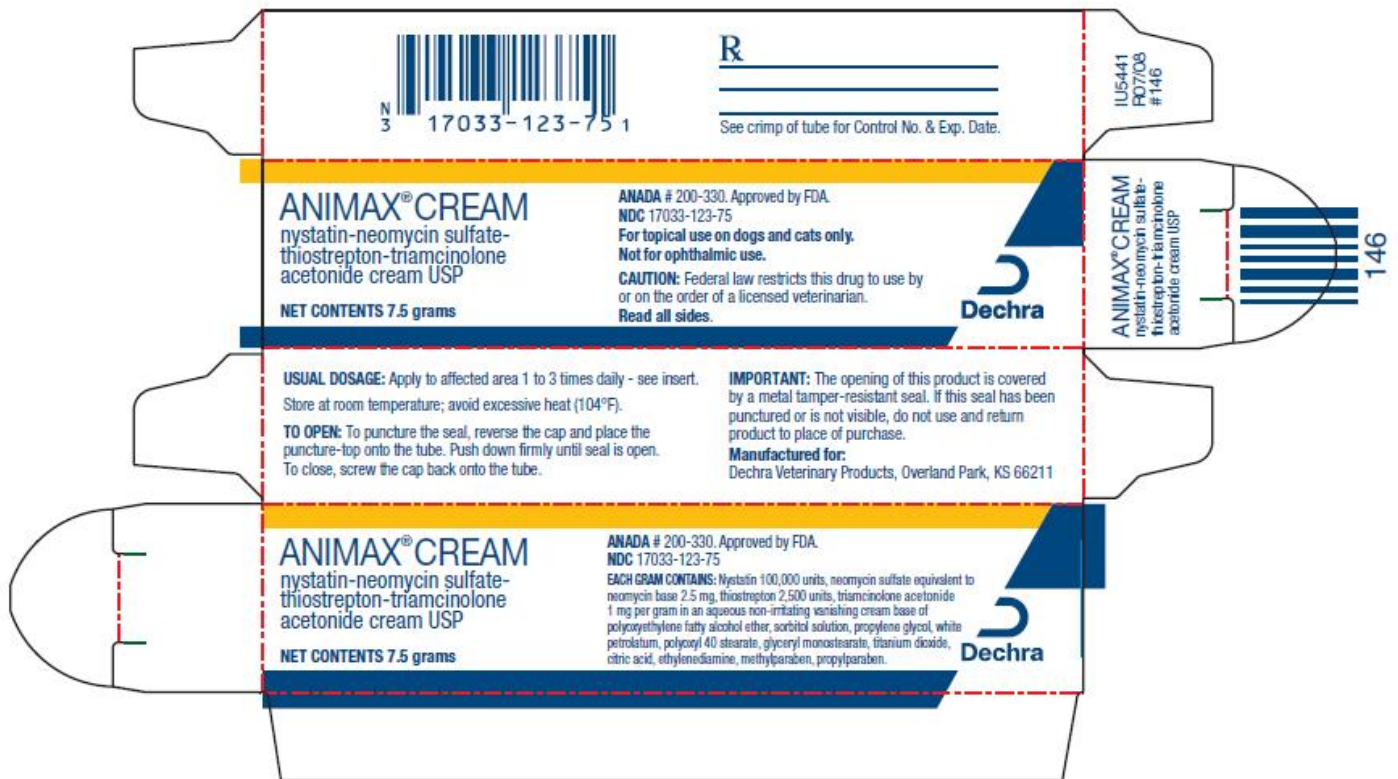 N
3 17033-123-75 1
Rx
See crimp of tube for Control No. & Exp. Date.
IU5441
R07/08
#146
ANIMAX® CREAM
nystatin-neomycin sulfate-
thiostrepton-triamcinolone
acetonide cream USP
NET CONTENTS 7.5 grams
ANADA # 200-330. Approved by FDA.
NDC 17033-123-75
For topical use on dogs and cats only.
Not for ophthalmic use.
CAUTION: Federal law restricts this drug to use by
or on the order of a licensed veterinarian.
Read all sides.
Dechra
ANIMAX® CREAM
nystatin-neomycin sulfate-
thiostrepton-triamcinolone
acetonide cream USP
146
USUAL DOSAGE: Apply to affected area 1 to 3 times daily - see insert.
Store at room temperature; avoid excessive heat (104°F).
TO OPEN: To puncture the seal, reverse the cap and place the
puncture-top onto the tube. Push down firmly until seal is open.
To close, screw the cap back onto the tube.
IMPORTANT: The opening of this product is covered
by a metal tamper-resistant seal. If this seal has been
punctured or is not visible, do not use and return
product to place of purchase.
Manufactured for:
Dechra Veterinary Products, Overland Park, KS 66211
ANIMAX® CREAM
nystatin-neomycin sulfate-
thiostrepton-triamcinolone
acetonide cream USP
NET CONTENTS 7.5 grams
ANADA # 200-330. Approved by FDA.
NDC 17033-123-75
EACH GRAM CONTAINS: Nystatin 100,000 units, neomycin sulfate equivalent to
neomycin base 2.5 mg, thiostrepton 2,500 units, triamcinolone acetonide
1 mg per gram in an aqueous non-irritating vanishing cream base of
polyoxyethylene fatty alcohol ether, sorbitol solution, propylene glycol, white
petrolatum, polyoxyl 40 stearate, glyceryl monostearate, titanium dioxide,
citric acid, ethylenediamine, methylparaben, propylparaben.
Dechra